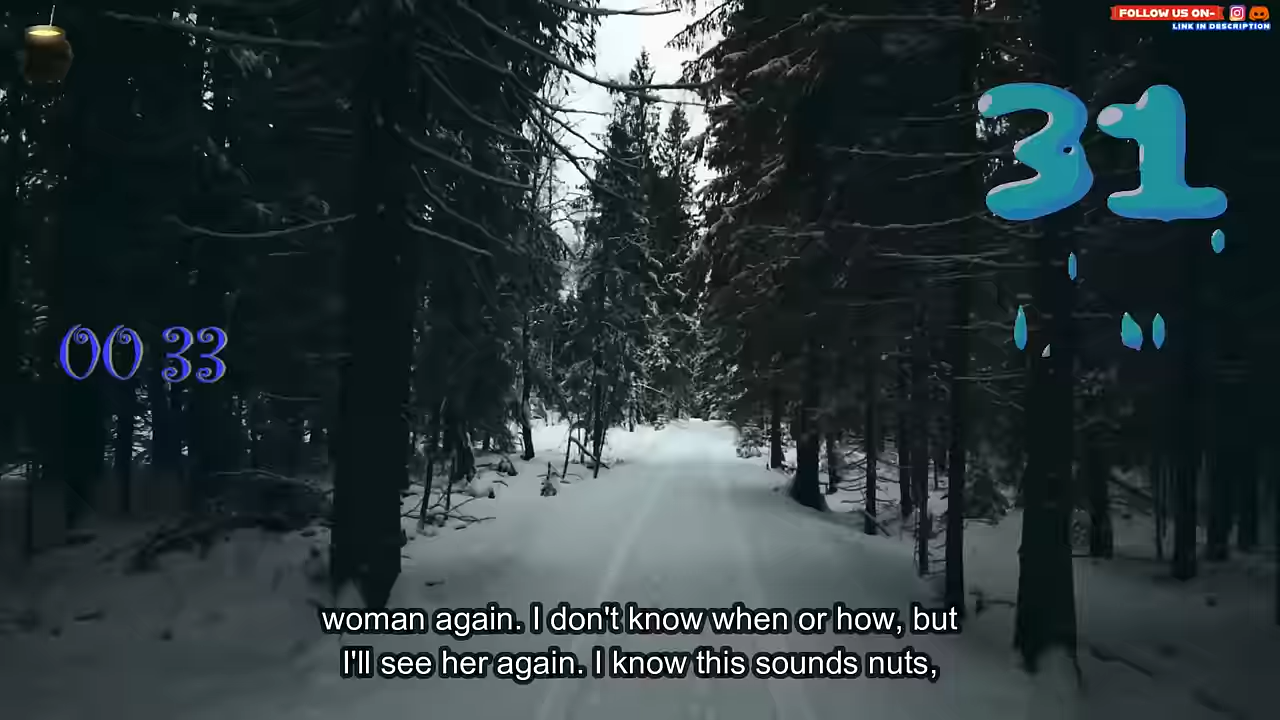 FOLLOW US ON-
LINK IN DESCRIPTION
31
00 33
woman again. I don't know when or how, but
I'll see her again. I know this sounds nuts,